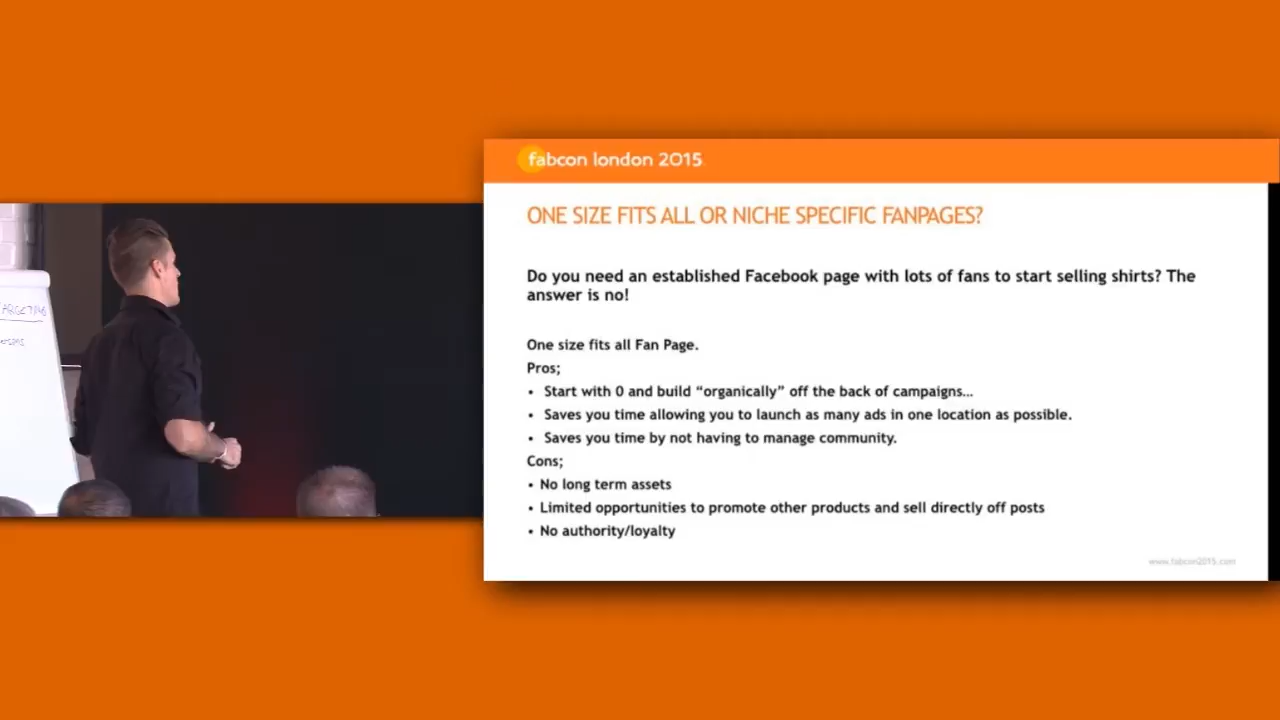 fabcon london 2015
ONE SIZE FITS ALL OR NICHE SPECIFIC FANPAGES?
Do you need an established Facebook page with lots of fans to start selling shirts? The
answer is no!
One size fits all Fan Page.
Pros;
• Start with 0 and build “organically” off the back of campaigns…
• Saves you time allowing you to launch as many ads in one location as possible.
• Saves you time by not having to manage community.
Cons;
• No long term assets
• Limited opportunities to promote other products and sell directly off posts
• No authority/loyalty
www.fabcon2015.com